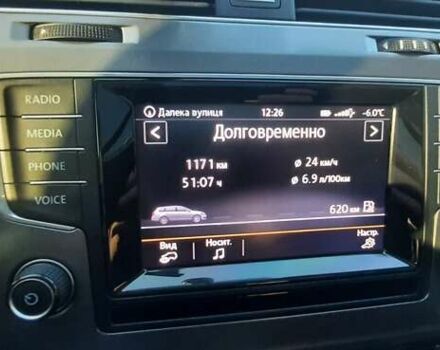 RADIO
MEDIA
PHONE
VOICE
Далека вулиця 12:26 -6.0°C
Долговременно
1171 км ø 24 км/ч
51:07 ч ø 6.9 л/100км
620 км
Вид Носит. Настр.